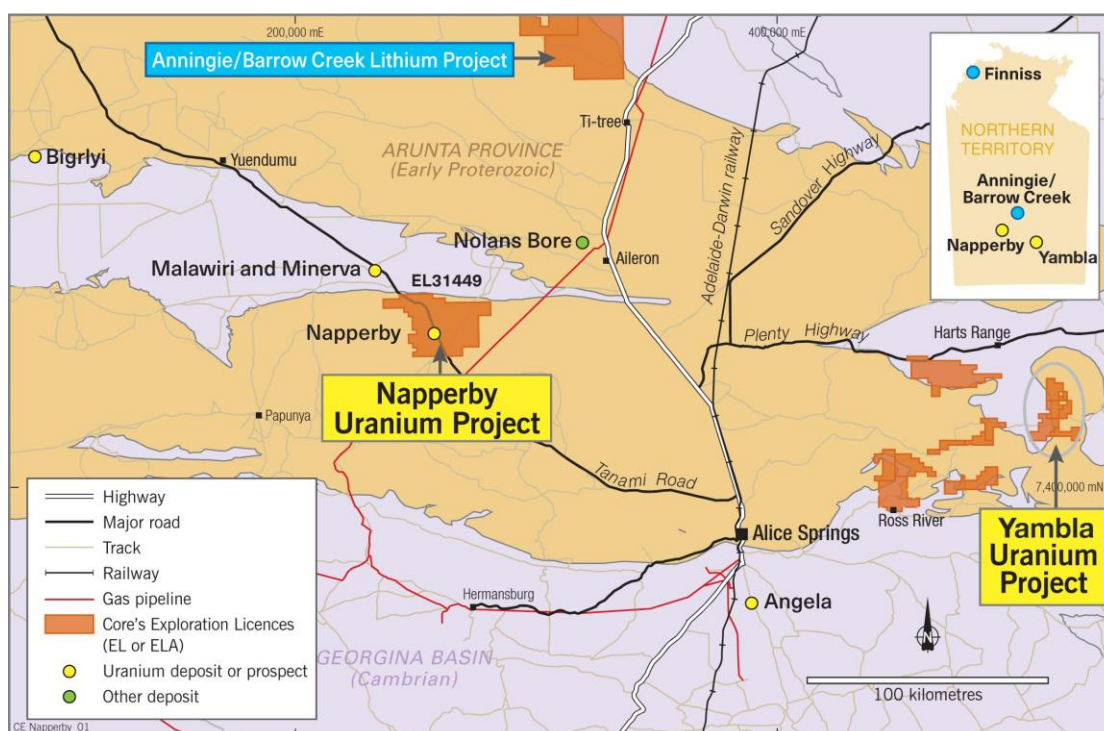 200,000 mE
400,000 mE
Anningie/Barrow Creek Lithium Project
Finniss
NORTHERN
TERRITORY
Anningie/
Barrow Creek
Napperby
Yambla
Ti-tree
Bigrlyi
Yuendumu
ARUNTA PROVINCE
(Early Proterozoic)
Adelaide-Darwin railway
Sandover Highway
Nolans Bore
Aileron
Malawiri and Minerva
EL31449
Napperby
Plenty Highway
Harts Range
Napperby
Uranium Project
Papunya
Tanami Road
7,400,000 mN
Ross River
Yambla
Uranium
Project
Alice Springs
Hermansburg
Angela
GEORGINA BASIN
(Cambrian)
N
100 kilometres
Highway
Major road
Track
Railway
Gas pipeline
Core's Exploration Licences
(EL or ELA)
Uranium deposit or prospect
Other deposit
CE Napperby 01